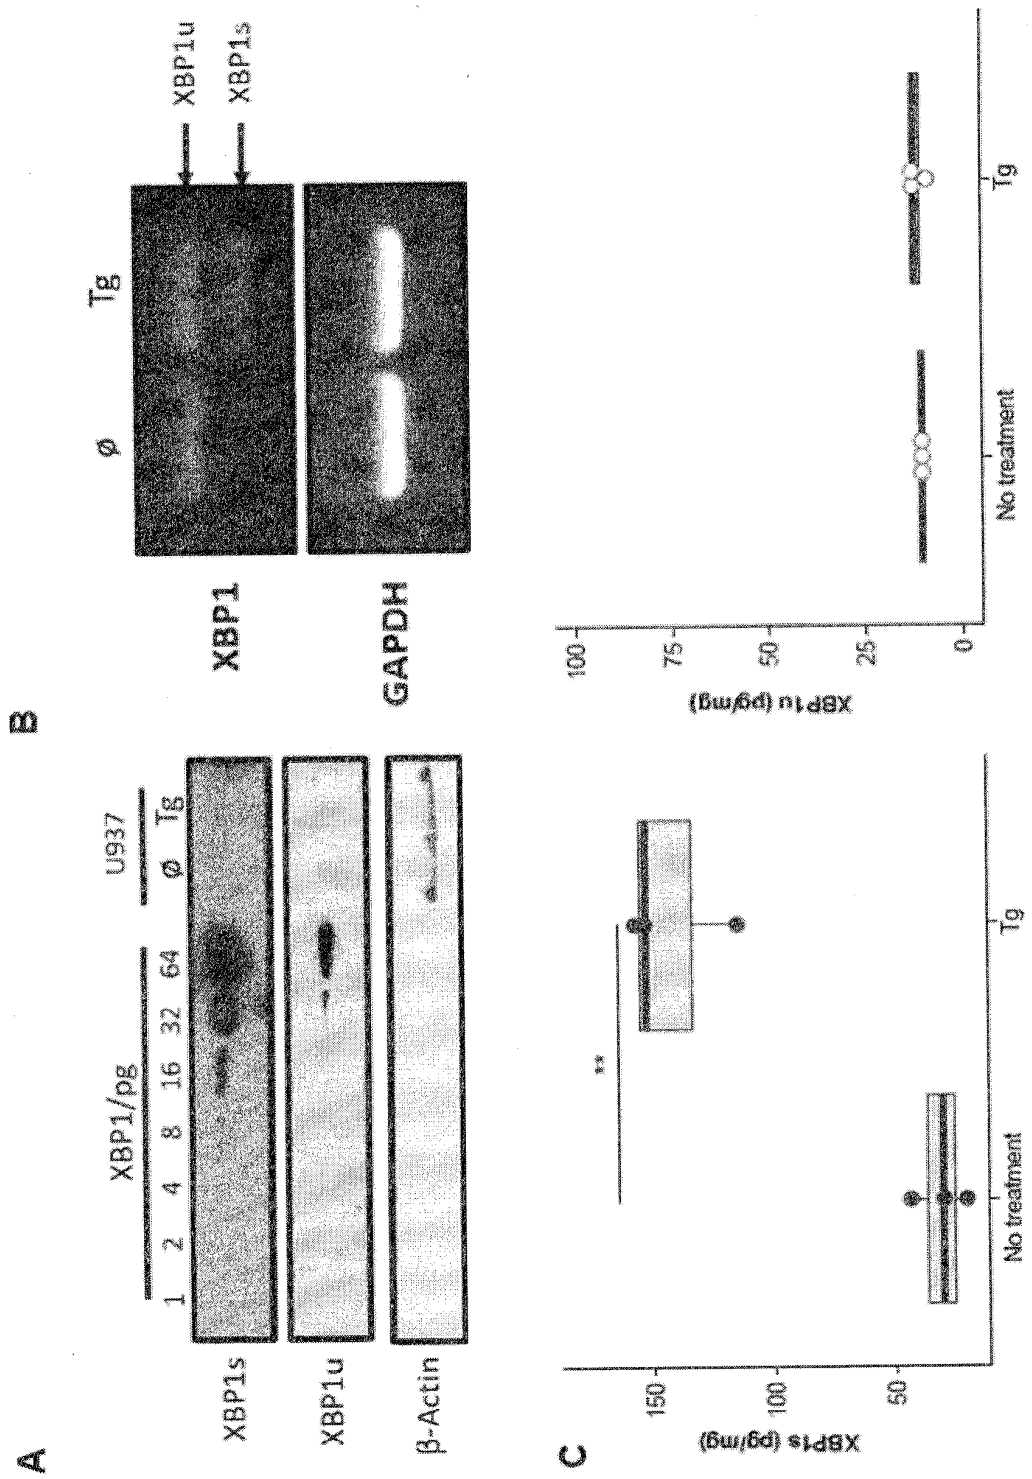 A
XBP1/pg
U937
1 2 4 8 16 32 64 Ø Tg
XBP1s
XBP1u
β-Actin
B
Ø Tg
XBP1
XBP1u
XBP1s
GAPDH
C
XBP1s (pg/mg)
150
100
50
**
No treatment
Tg
XBP1u (pg/mg)
100
75
50
25
0
No treatment
Tg